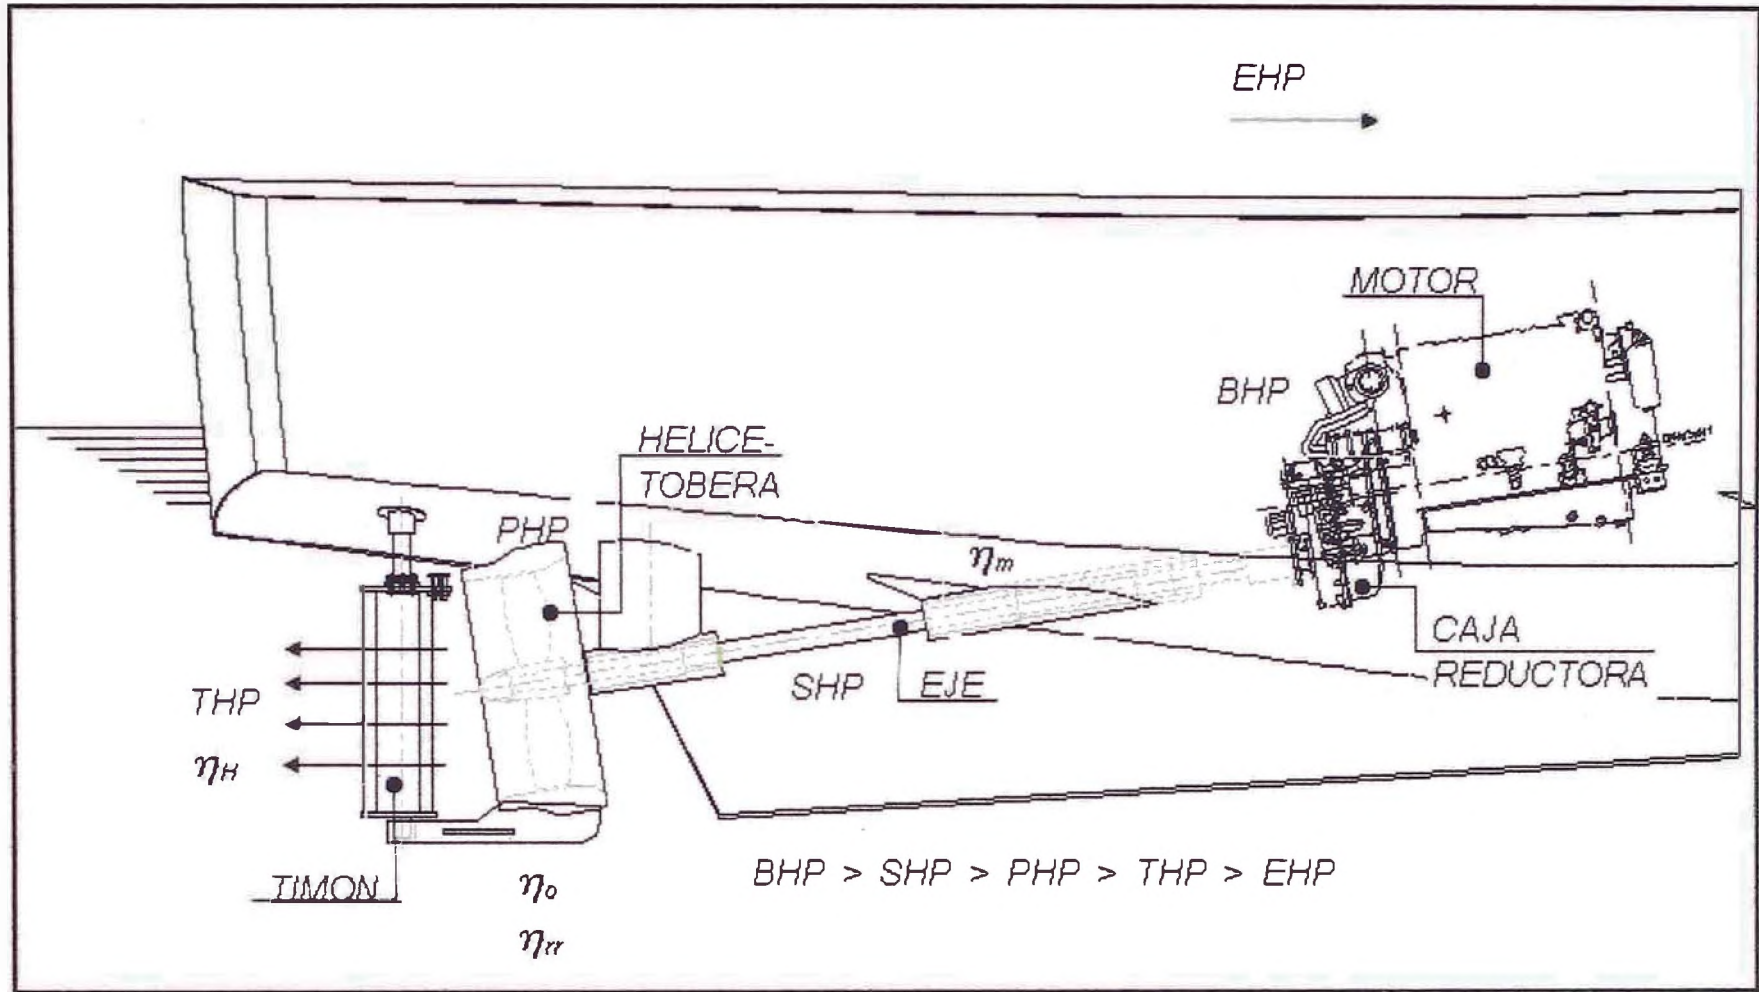 EHP
MOTOR
BHP
HELICE-
TOBERA
PHP
ηm
CAJA
REDUCTORA
SHP
EJE
THP
ηH
TIMON
ηo
ηrr
BHP > SHP > PHP > THP > EHP